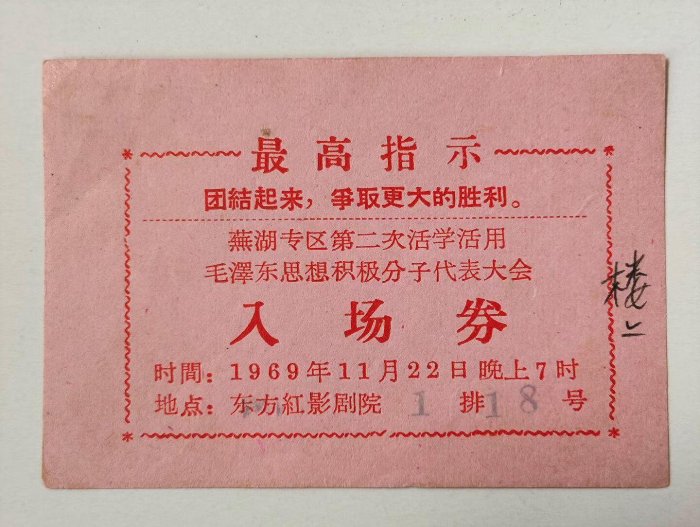 最高指示
团結起来，爭取更大的胜利。
蕪湖专区第二次活学活用
毛澤东思想积极分子代表大会
入场券
时間：1969年11月22日晚上7时
地点：东方紅影剧院 1 排 18 号
楼上